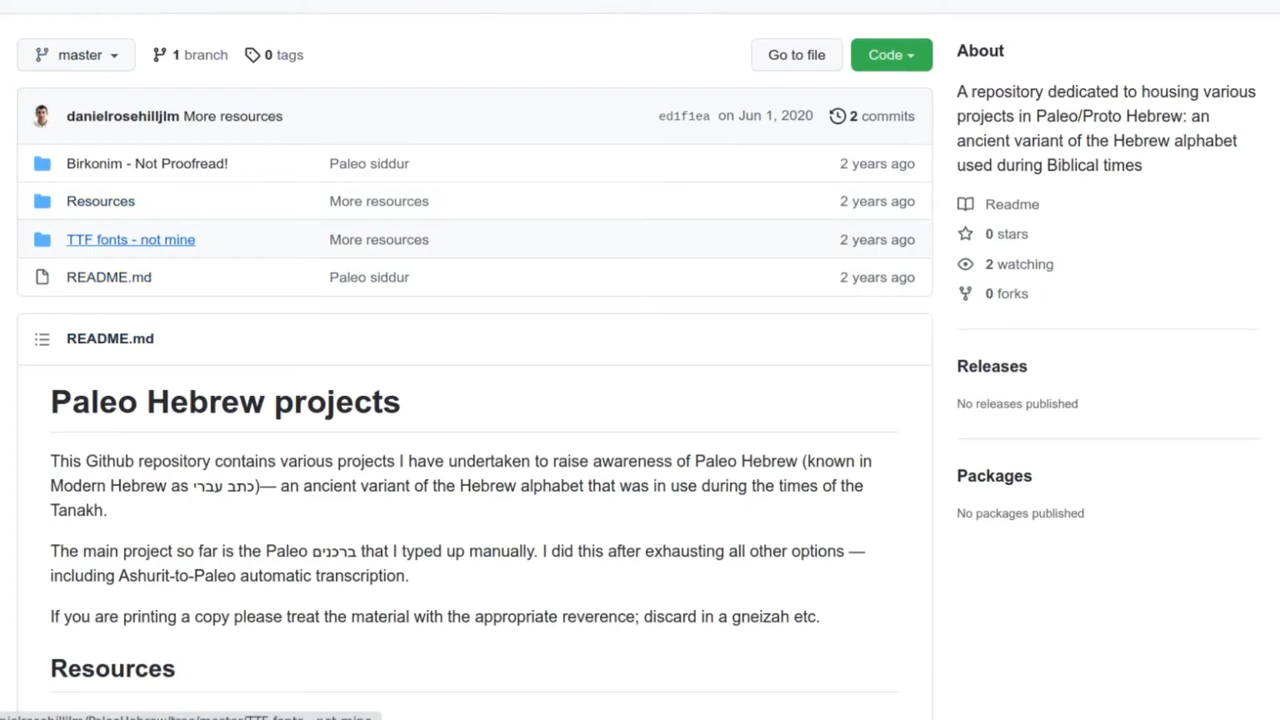 master 1 branch 0 tags Go to file Code
danielrosehilljlm More resources ed1f1ea on Jun 1, 2020 2 commits
Birkonim - Not Proofread! Paleo siddur 2 years ago
Resources More resources 2 years ago
TTF fonts - not mine More resources 2 years ago
README.md Paleo siddur 2 years ago
README.md
Paleo Hebrew projects
This Github repository contains various projects I have undertaken to raise awareness of Paleo Hebrew (known in
Modern Hebrew as כתב עברי)— an ancient variant of the Hebrew alphabet that was in use during the times of the
Tanakh.
The main project so far is the Paleo ברכנים that I typed up manually. I did this after exhausting all other options —
including Ashurit-to-Paleo automatic transcription.
If you are printing a copy please treat the material with the appropriate reverence; discard in a gneizah etc.
Resources
About
A repository dedicated to housing various
projects in Paleo/Proto Hebrew: an
ancient variant of the Hebrew alphabet
used during Biblical times
Readme
0 stars
2 watching
0 forks
Releases
No releases published
Packages
No packages published